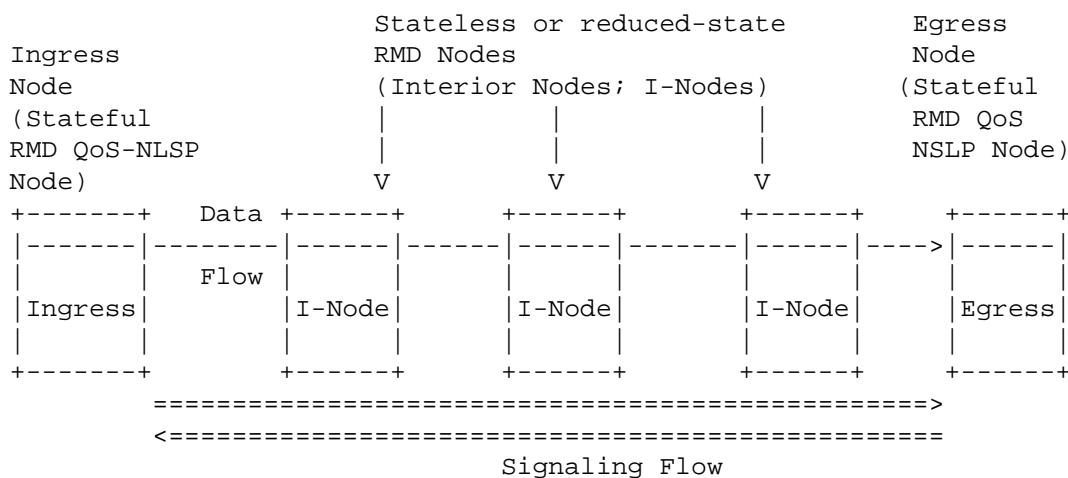 Stateless or reduced-state Egress
Ingress RMD Nodes Node
Node (Interior Nodes; I-Nodes) (Stateful
(Stateful | | | RMD QoS
RMD QoS-NLSP | | | NSLP Node)
Node) V V V
+-------+ Data +------+ +------+ +------+ +------+
|-------|--------|------|------|------|-------|------|---->|------|
| | Flow | | | | | | | |
|Ingress| |I-Node| |I-Node| |I-Node| |Egress|
| | | | | | | | | |
+-------+ +------+ +------+ +------+ +------+
=================================================>
<=================================================
Signaling Flow